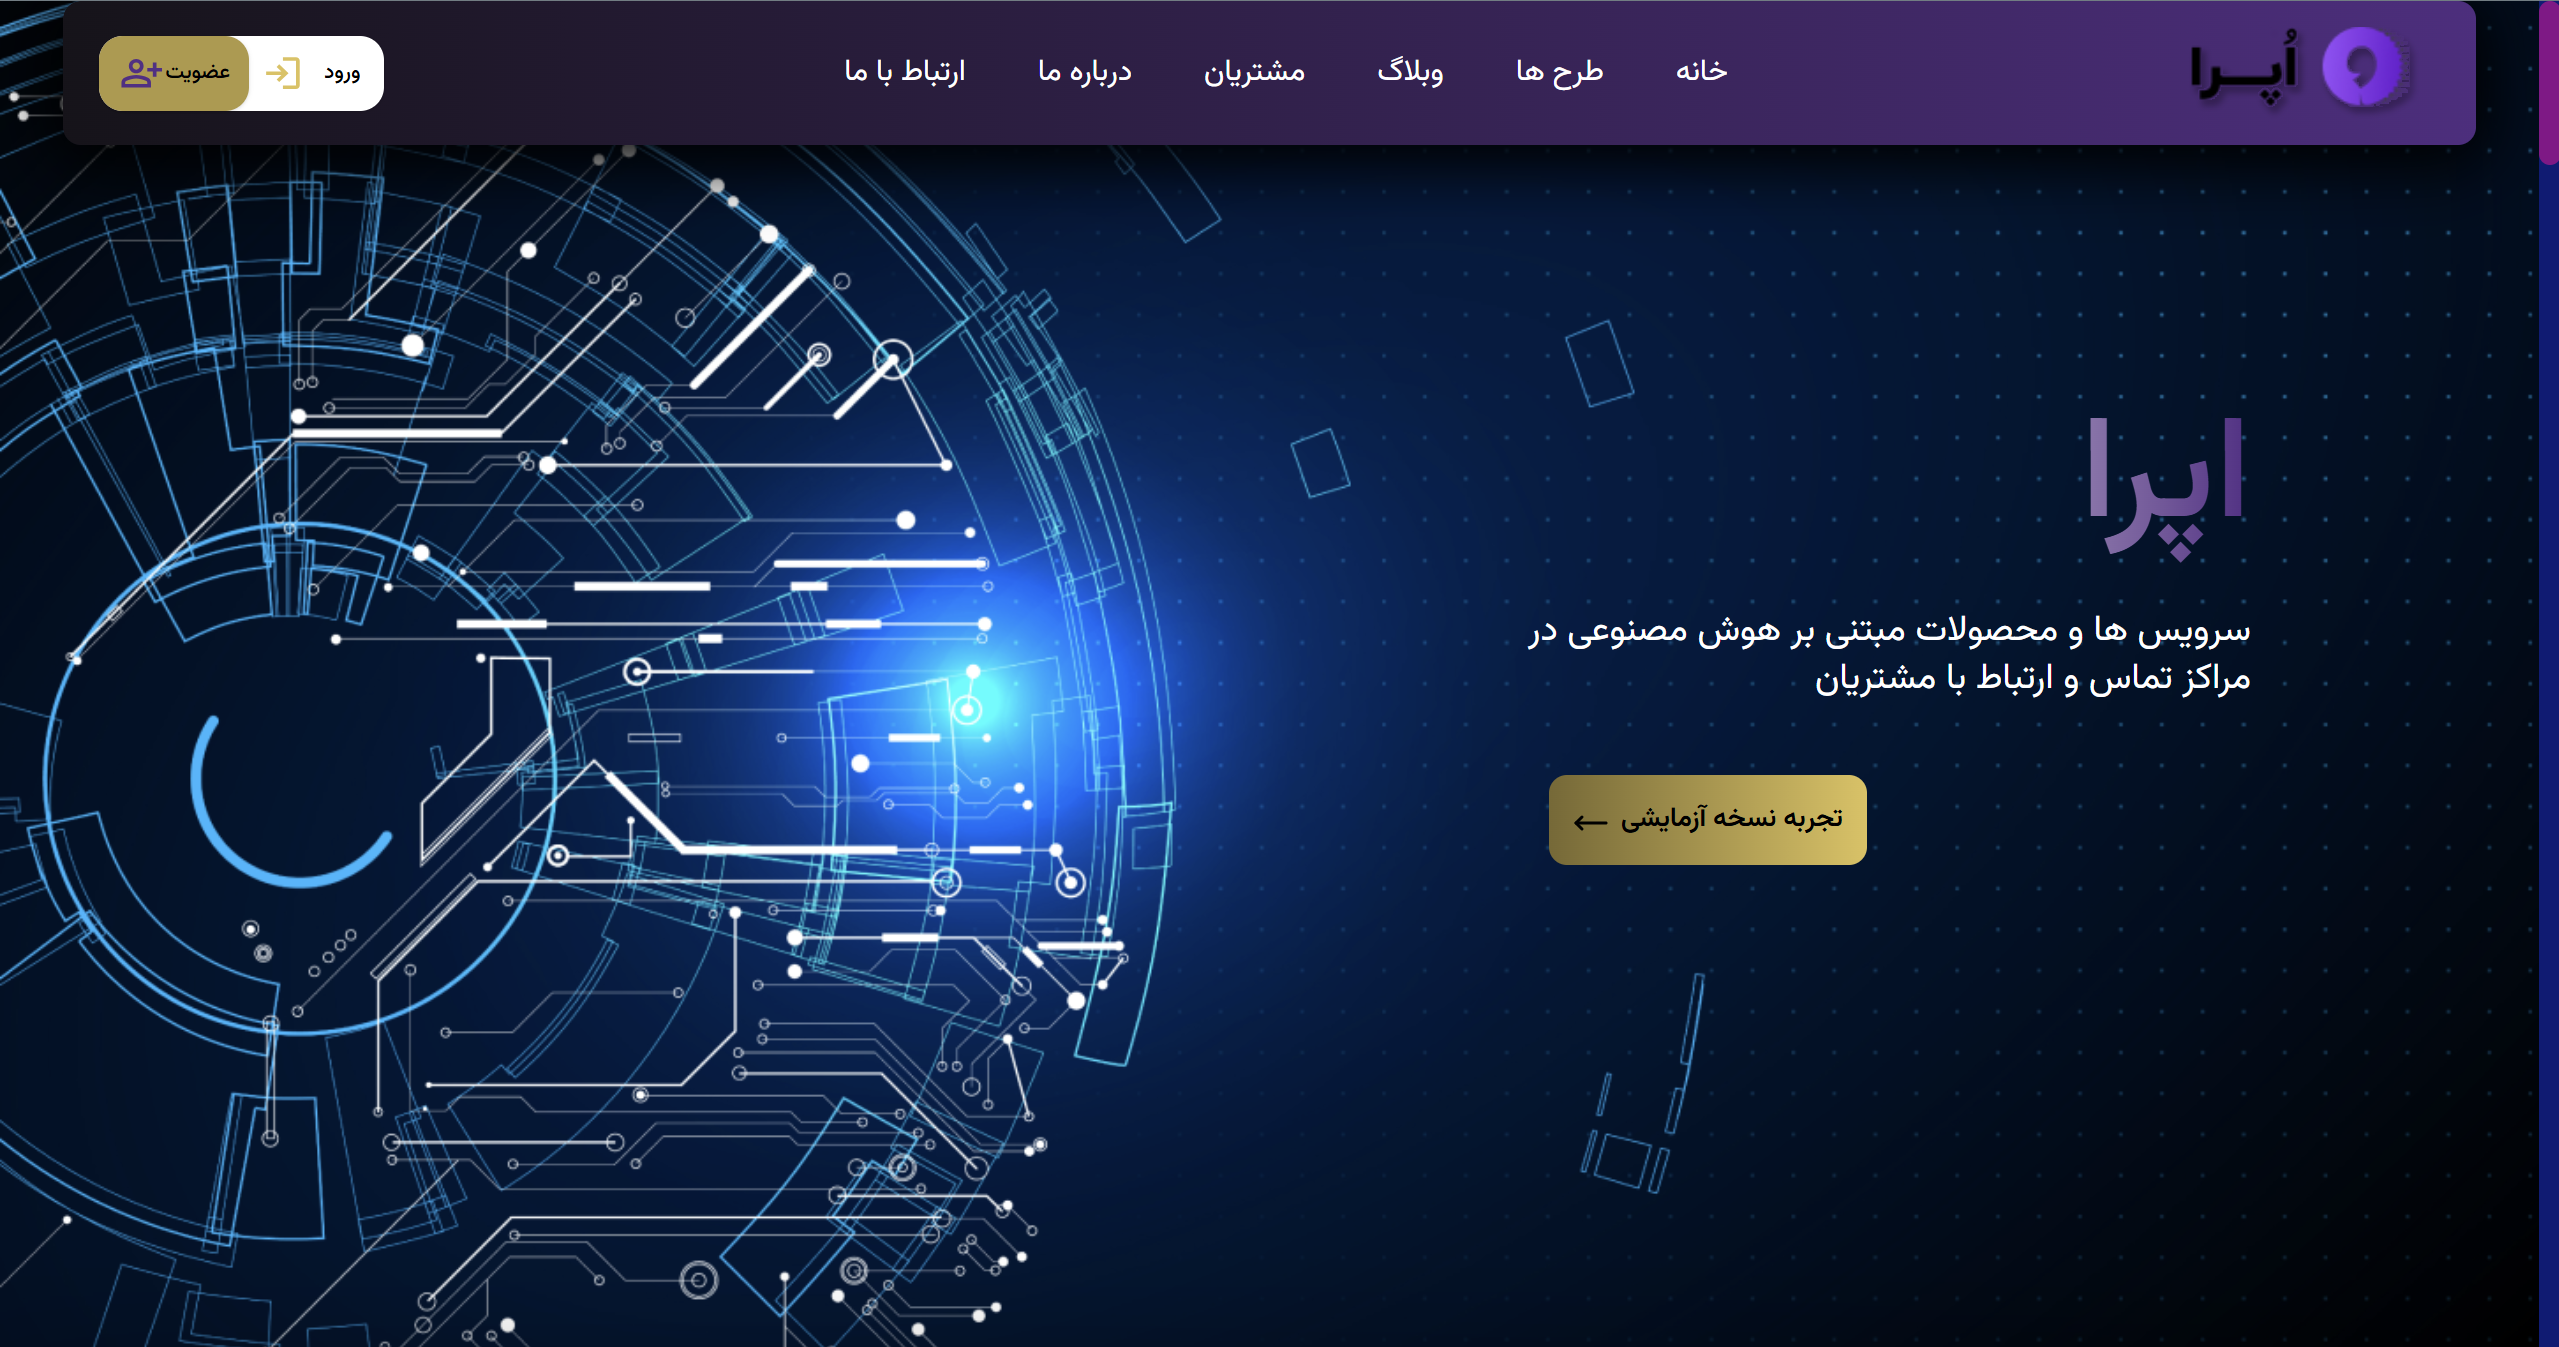 اُپرا
خانه
طرح ها
وبلاگ
مشتریان
درباره ما
ارتباط با ما
ورود
عضویت
اپرا
سرویس ها و محصولات مبتنی بر هوش مصنوعی در
مراکز تماس و ارتباط با مشتریان
تجربه نسخه آزمایشی